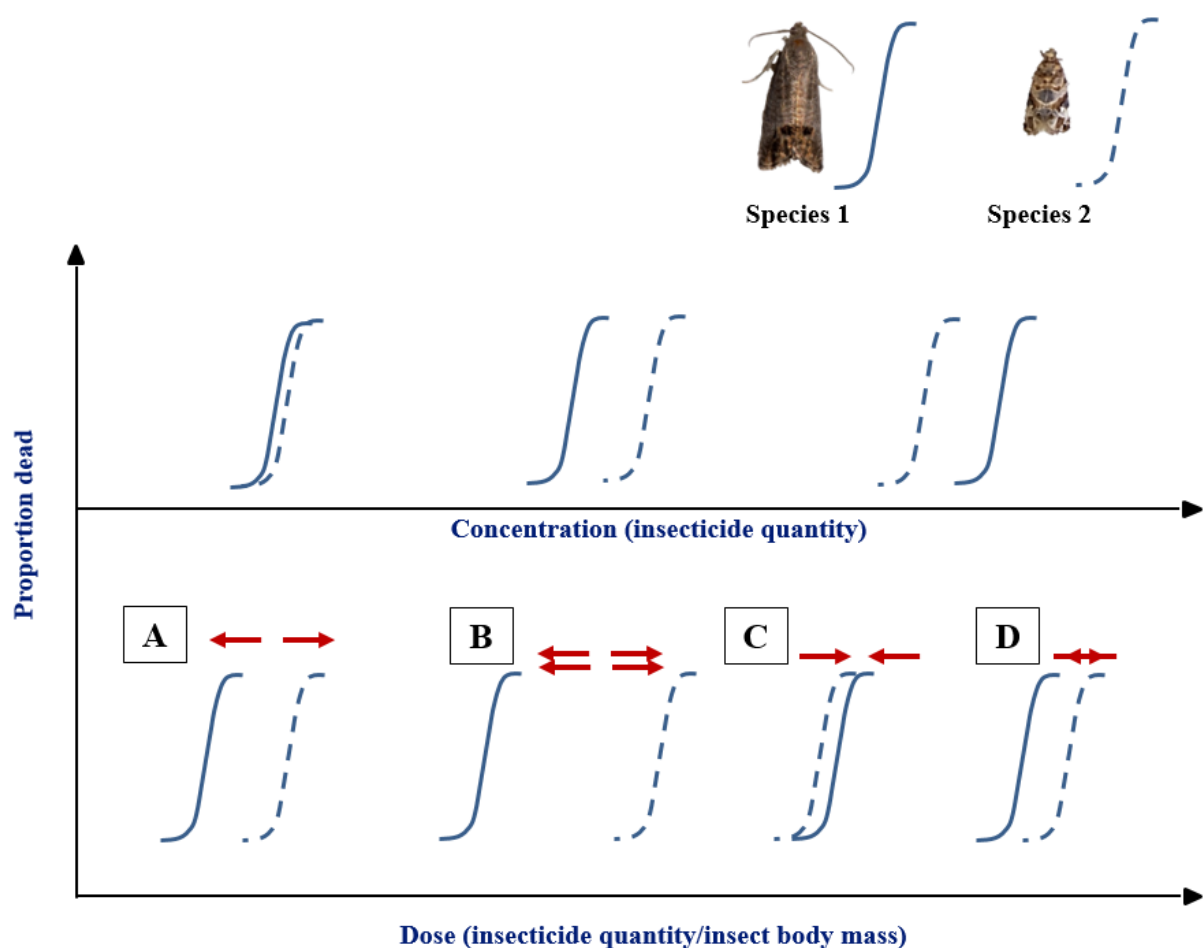 Species 1
Species 2
Proportion dead
Concentration (insecticide quantity)
A
B
C
D
Dose (insecticide quantity/insect body mass)